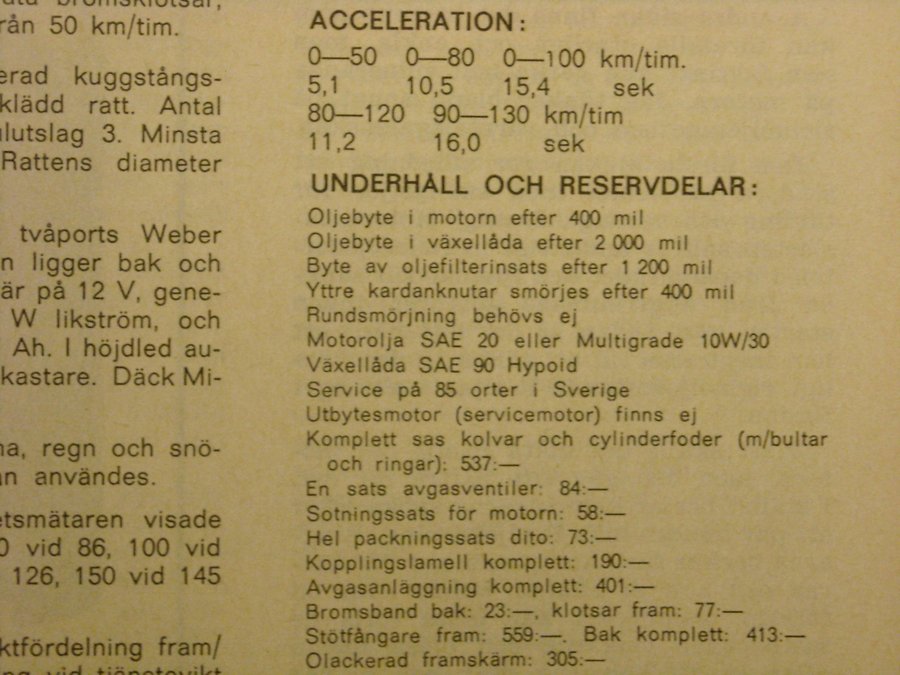 från 50 km/tim.
kuggstångs-
klädd ratt. Antal
3. Minsta
Rattens diameter
tvåports Weber
ligger bak och
är på 12 V, gene-
W likström, och
Ah. I höjdled au-
kastare. Däck Mi-
regn och snö-
användes.
visade
vid 86, 100 vid
126, 150 vid 145
fram/
ACCELERATION:
0—50 0—80 0—100 km/tim.
5,1 10,5 15,4 sek
80—120 90—130 km/tim
11,2 16,0 sek
UNDERHÅLL OCH RESERVDELAR:
Oljebyte i motorn efter 400 mil
Oljebyte i växellåda efter 2 000 mil
Byte av oljefilterinsats efter 1 200 mil
Yttre kardanknutar smörjes efter 400 mil
Rundsmörjning behövs ej
Motorolja SAE 20 eller Multigrade 10W/30
Växellåda SAE 90 Hypoid
Service på 85 orter i Sverige
Utbytesmotor (servicemotor) finns ej
Komplett sas kolvar och cylinderfoder (m/bultar
och ringar): 537:—
En sats avgasventiler: 84:—
Sotningssats för motorn: 58:—
Hel packningssats dito: 73:—
Kopplingslamell komplett: 190:—
Avgasanläggning komplett: 401:—
Bromsband bak: 23:—, klotsar fram: 77:—
Stötfångare fram: 559:—. Bak komplett: 413:—
Olackerad framskärm: 305:—